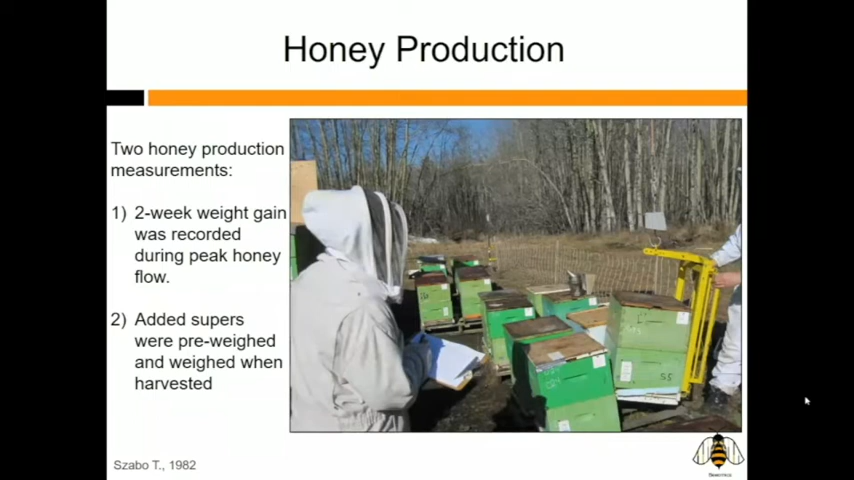 Honey Production
Two honey production
measurements:
1) 2-week weight gain
was recorded
during peak honey
flow.
2) Added supers
were pre-weighed
and weighed when
harvested
Szabo T., 1982